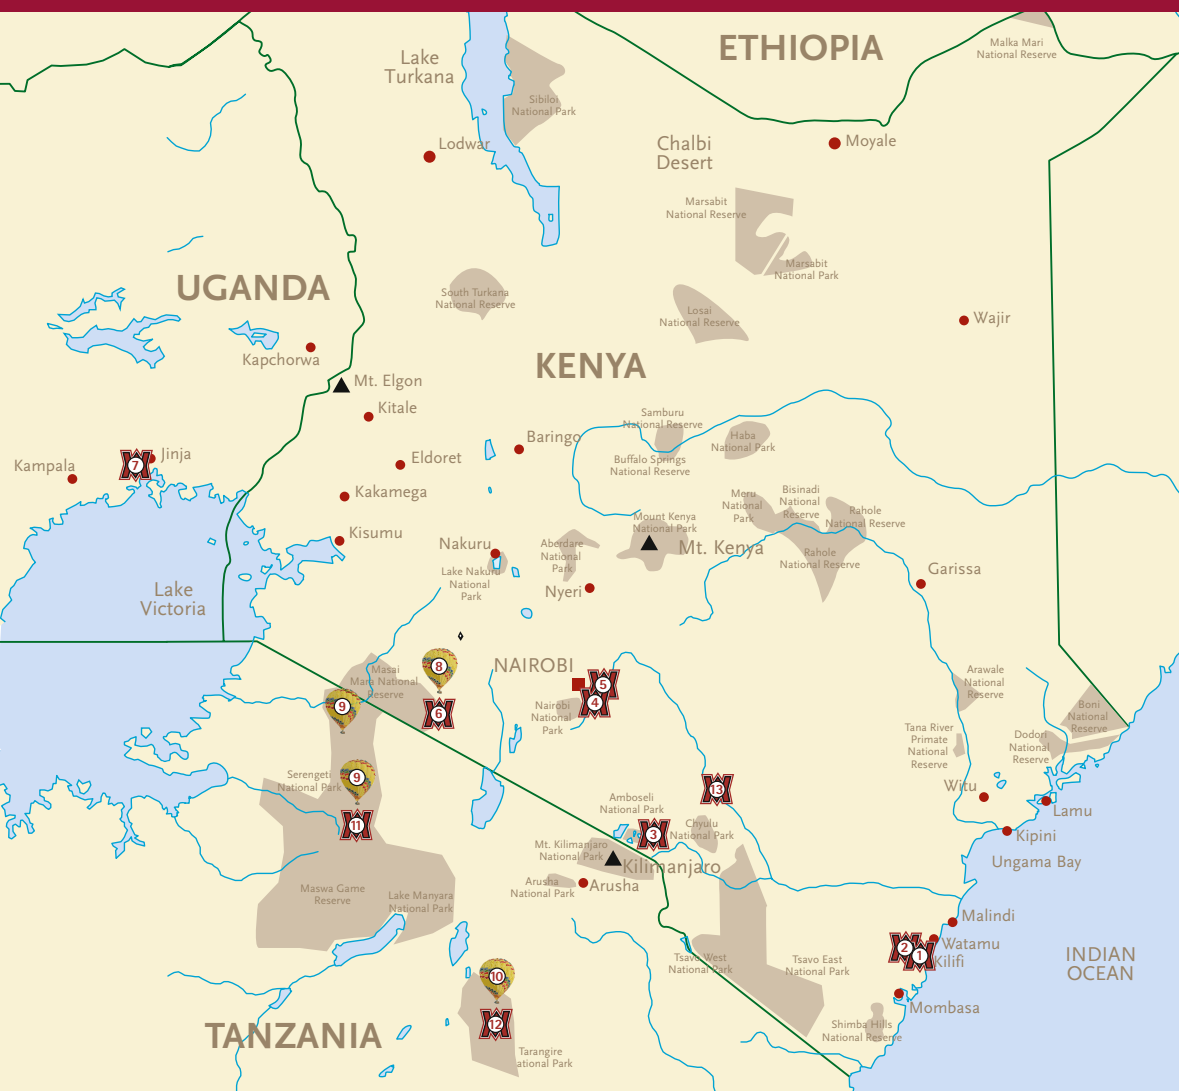 ETHIOPIA
Malka Mari
National Reserve
Lake
Turkana
Sibiloi
National Park
Lodwar
Chalbi
Desert
Moyale
Marsabit
National Reserve
Marsabit
National Park
UGANDA
South Turkana
National Reserve
Losai
National Reserve
Wajir
Kapchorwa
KENYA
Mt. Elgon
Kitale
Samburu
National Reserve
Baringo
Haba
National Park
Jinja
7
Kampala
Eldoret
Buffalo Springs
National Reserve
Kakamega
Meru
National
Park
Bisinadi
National
Reserve
Rahole
National Reserve
Mount Kenya
National Park
Mt. Kenya
Kisumu
Nakuru
Aberdare
National
Park
Rahole
National Reserve
Lake Nakuru
National
Park
Nyeri
Garissa
Lake
Victoria
NAIROBI
8
Masai
Mara National
Reserve
5
4
9
6
Nairobi
National
Park
Arawale
National
Reserve
Boni
National
Reserve
Tana River
Primate
National
Reserve
Dodori
National
Reserve
9
Serengeti
National Park
13
Witu
Amboseli
National Park
Lamu
11
3
Chyulu
National Park
Kipini
Mt. Kilimanjaro
National Park
Kilimanjaro
Ungama Bay
Arusha
National Park
Arusha
Maswa Game
Reserve
Lake Manyara
National Park
Malindi
2
1
Watamu
Kilifi
INDIAN
OCEAN
Tsavo West
National Park
Tsavo East
National Park
10
Mombasa
12
TANZANIA
Shimba Hills
National Reserve
Tarangire
ational Park